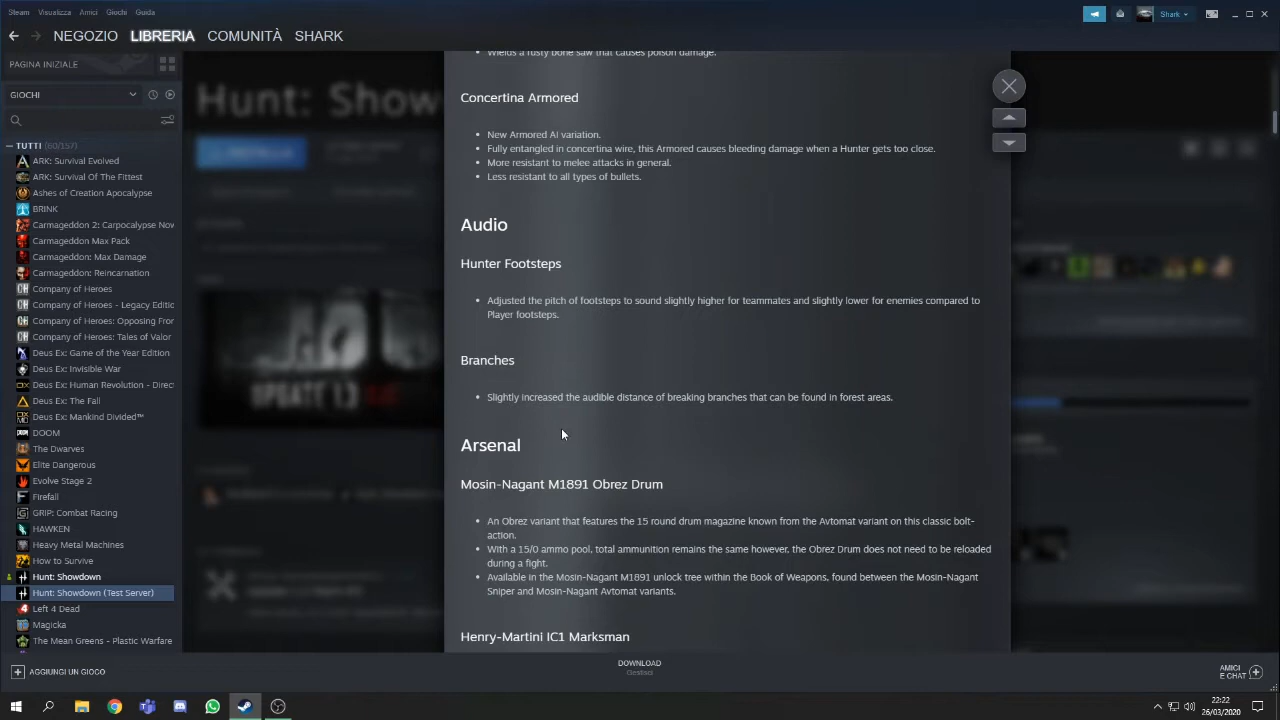 Steam Visualizza Amici Giochi Guida
Shark
NEGOZIO LIBRERIA COMUNITÀ SHARK
PAGINA INIZIALE
GIOCHI
TUTTI (60/157)
ARK: Survival Evolved
ARK: Survival Of The Fittest
Ashes of Creation Apocalypse
BRINK
Carmageddon 2: Carpocalypse Nov
Carmageddon Max Pack
Carmageddon: Max Damage
Carmageddon: Reincarnation
Company of Heroes
Company of Heroes - Legacy Editic
Company of Heroes: Opposing Fror
Company of Heroes: Tales of Valor
Deus Ex: Game of the Year Edition
Deus Ex: Invisible War
Deus Ex: Human Revolution - Direct
Deus Ex: The Fall
Deus Ex: Mankind Divided™
DOOM
The Dwarves
Elite Dangerous
Evolve Stage 2
Firefall
GRIP: Combat Racing
HAWKEN
Heavy Metal Machines
How to Survive
Hunt: Showdown
Hunt: Showdown (Test Server)
Left 4 Dead
Magicka
The Mean Greens - Plastic Warfare
AGGIUNGI UN GIOCO
Hunt: Show
UPDATE 1.3
Wields a rusty bone saw that causes poison damage.
Concertina Armored
New Armored AI variation.
Fully entangled in concertina wire, this Armored causes bleeding damage when a Hunter gets too close.
More resistant to melee attacks in general.
Less resistant to all types of bullets.
Audio
Hunter Footsteps
Adjusted the pitch of footsteps to sound slightly higher for teammates and slightly lower for enemies compared to
Player footsteps.
Branches
Slightly increased the audible distance of breaking branches that can be found in forest areas.
Arsenal
Mosin-Nagant M1891 Obrez Drum
An Obrez variant that features the 15 round drum magazine known from the Avtomat variant on this classic bolt-
action.
With a 15/0 ammo pool, total ammunition remains the same however, the Obrez Drum does not need to be reloaded
during a fight.
Available in the Mosin-Nagant M1891 unlock tree within the Book of Weapons, found between the Mosin-Nagant
Sniper and Mosin-Nagant Avtomat variants.
Henry-Martini IC1 Marksman
DOWNLOAD
Gestisci
AMICI
E CHAT
22:22
26/03/2020